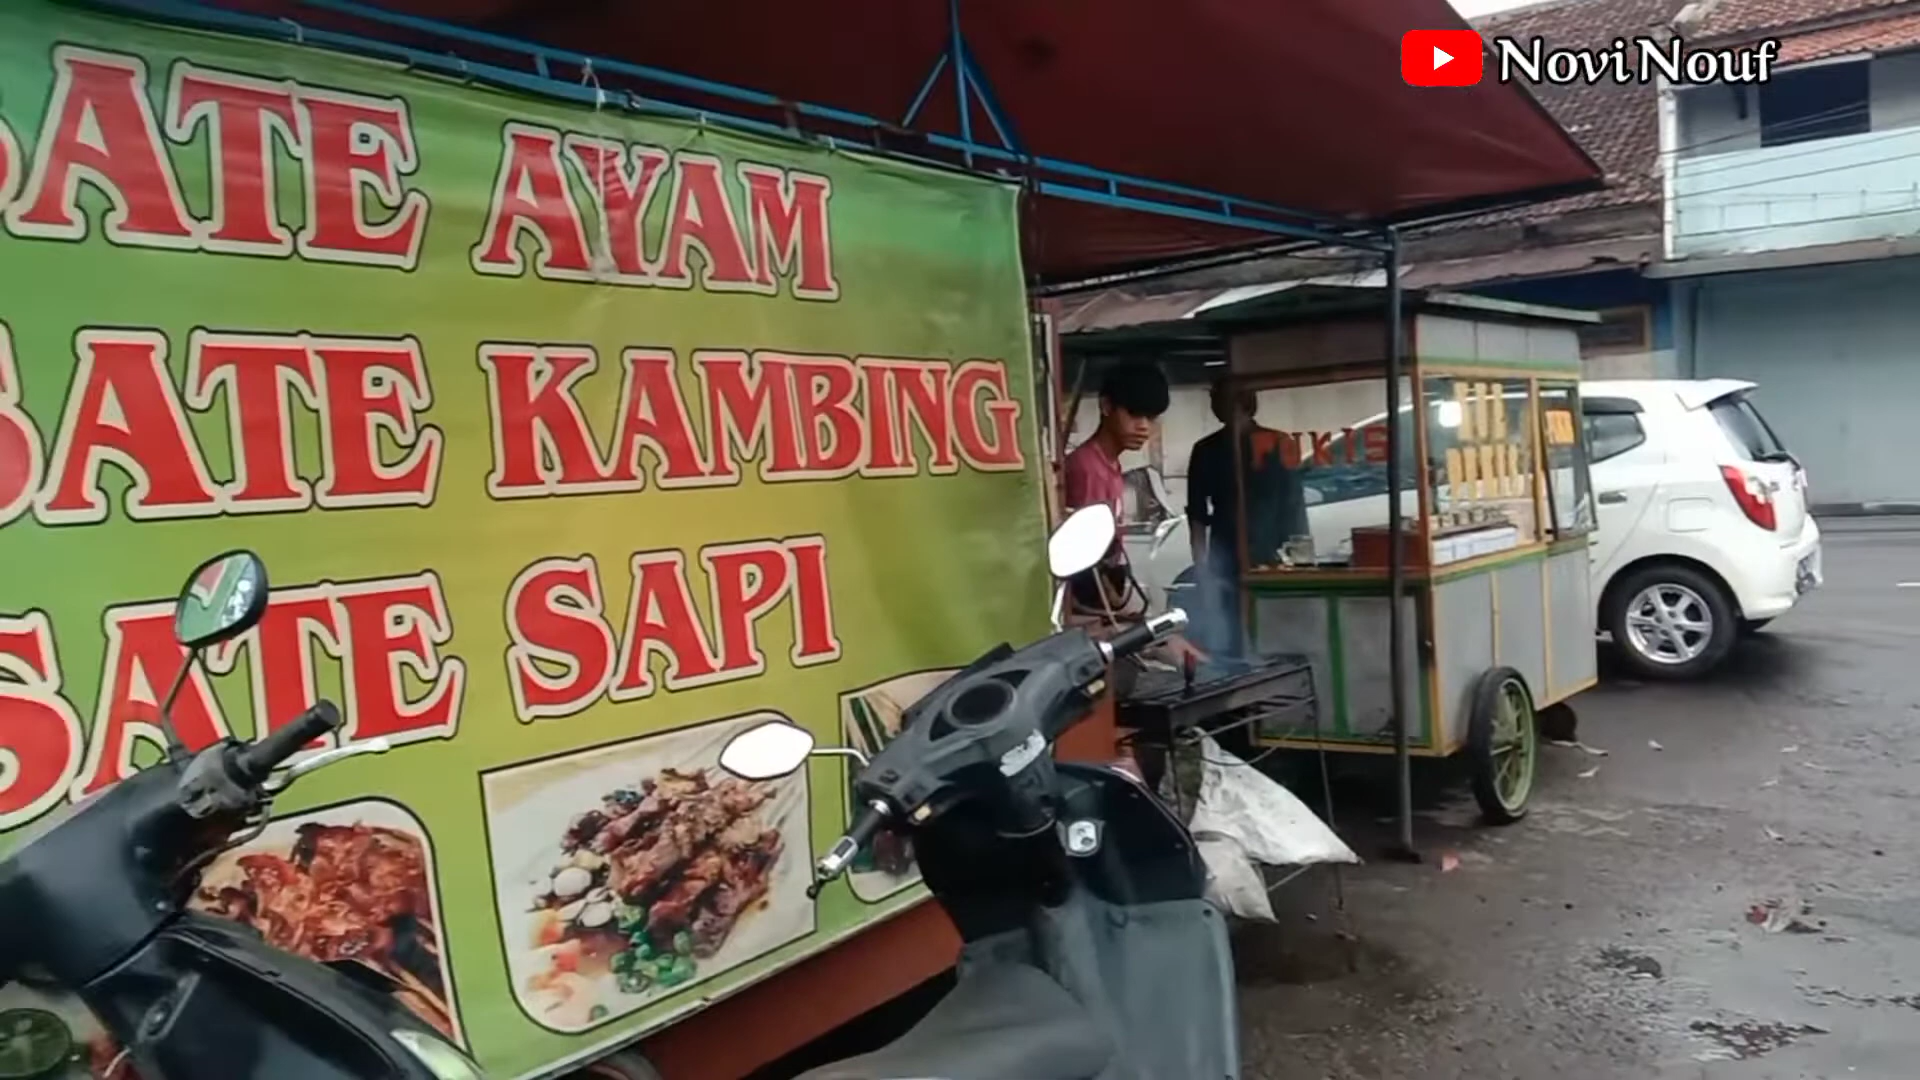 Novi Nouf
SATE AYAM
SATE KAMBING
SATE SAPI
PUKIS